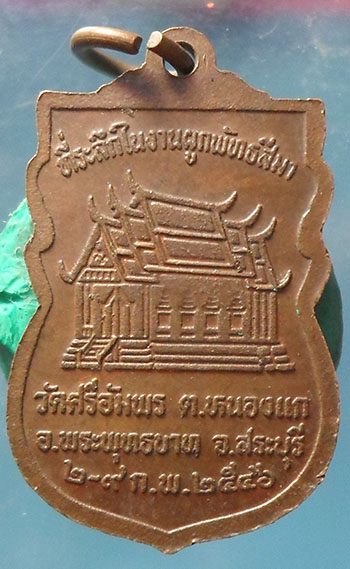 ที่ระลึกในงานผูกพัทธสีมา
วัดศรีอัมพร ต.หนองแก
อ.พระพุทธบาท จ.สระบุรี
๒-๙ ก.พ.๒๕๔๖